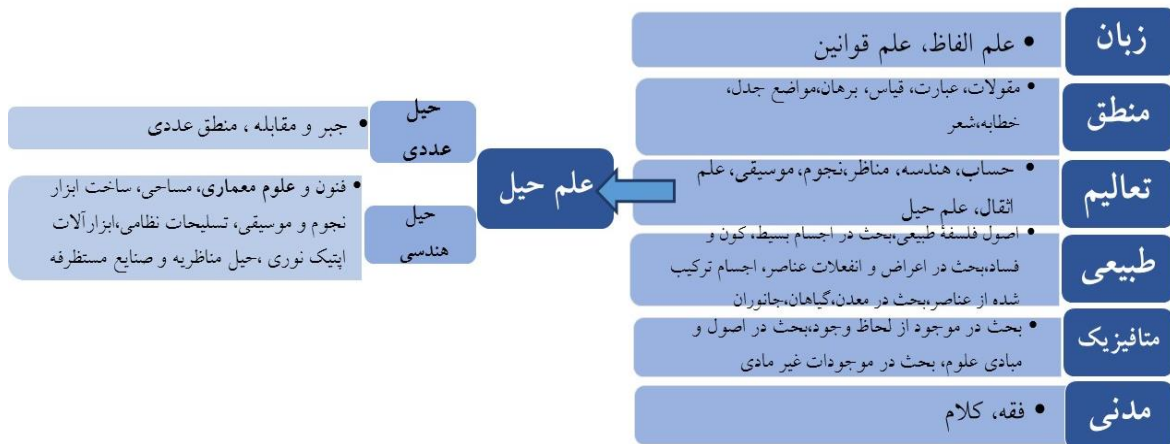 زبان
• علم الفاظ، علم قوانین
منطق
• مقولات، عبارت، قیاس، برهان،مواضع جدل،
خطابه،شعر
تعالیم
• حساب، هندسه، مناظر،نجوم، موسیقی، علم
اثقال، علم حیل
طبیعی
• اصول فلسفۀ طبیعی،بحث در اجسام بسیط، کون و
فساد،بحث در اعراض و انفعلات عناصر، اجسام ترکیب
شده از عناصر،بحث در معدن،گیاهان،جانوران
متافیزیک
• بحث در موجود از لحاظ وجود،بحث در اصول و
مبادی علوم، بحث در موجودات غیر مادی
مدنی
• فقه، کلام
علم حیل
حیل
عددی
• جبر و مقابله ، منطق عددی
حیل
هندسی
• فنون و علوم معماری، مساحی، ساخت ابزار
نجوم و موسیقی، تسلیحات نظامی،ابزارآلات
اپتیک نوری ،حیل مناظریه و صنایع مستظرفه